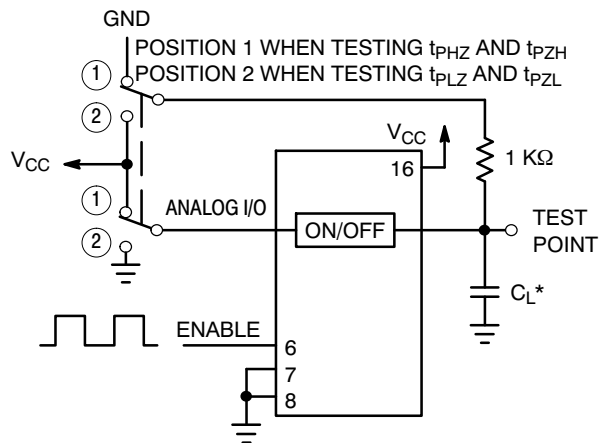 GND
POSITION 1 WHEN TESTING tPHZ AND tPZH
1 POSITION 2 WHEN TESTING tPLZ AND tPZL
2
VCC
VCC
16
1 KΩ
1
ANALOG I/O
ON/OFF
TEST
POINT
2
CL*
ENABLE
6
7
8